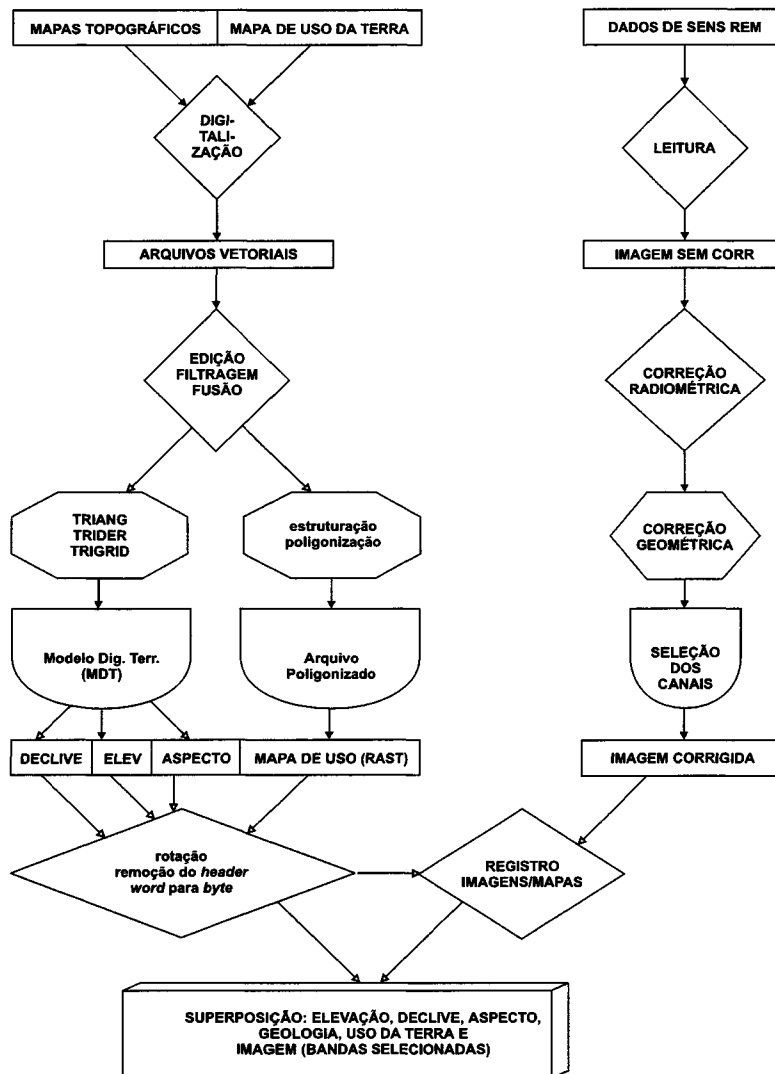 MAPAS TOPOGRÁFICOS
MAPA DE USO DA TERRA
DADOS DE SENS REM
DIGI-
TALI-
ZAÇÃO
LEITURA
ARQUIVOS VETORIAIS
IMAGEM SEM CORR
EDIÇÃO
FILTRAGEM
FUSÃO
CORREÇÃO
RADIOMÉTRICA
TRIANG
TRIDER
TRIGRID
estruturação
poligonização
CORREÇÃO
GEOMÉTRICA
Modelo Dig. Terr.
(MDT)
Arquivo
Poligonizado
SELEÇÃO
DOS
CANAIS
DECLIVE
ELEV
ASPECTO
MAPA DE USO (RAST)
IMAGEM CORRIGIDA
rotação
remoção do header
word para byte
REGISTRO
IMAGENS/MAPAS
SUPERPOSIÇÃO: ELEVAÇÃO, DECLIVE, ASPECTO,
GEOLOGIA, USO DA TERRA E
IMAGEM (BANDAS SELECIONADAS)